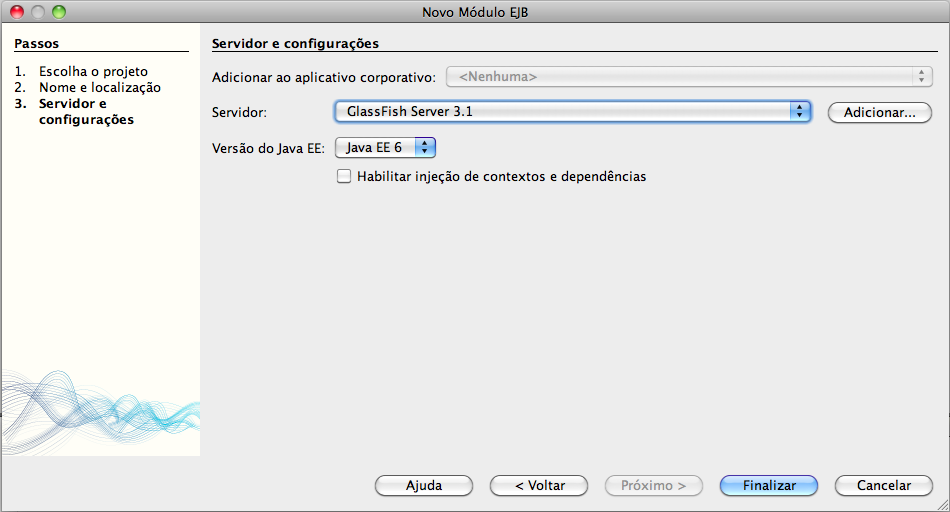 Novo Módulo EJB
Passos
1. Escolha o projeto
2. Nome e localização
3. Servidor e
configurações
Servidor e configurações
Adicionar ao aplicativo corporativo: <Nenhuma>
Servidor: GlassFish Server 3.1 Adicionar...
Versão do Java EE: Java EE 6
Habilitar injeção de contextos e dependências
Ajuda < Voltar Próximo > Finalizar Cancelar